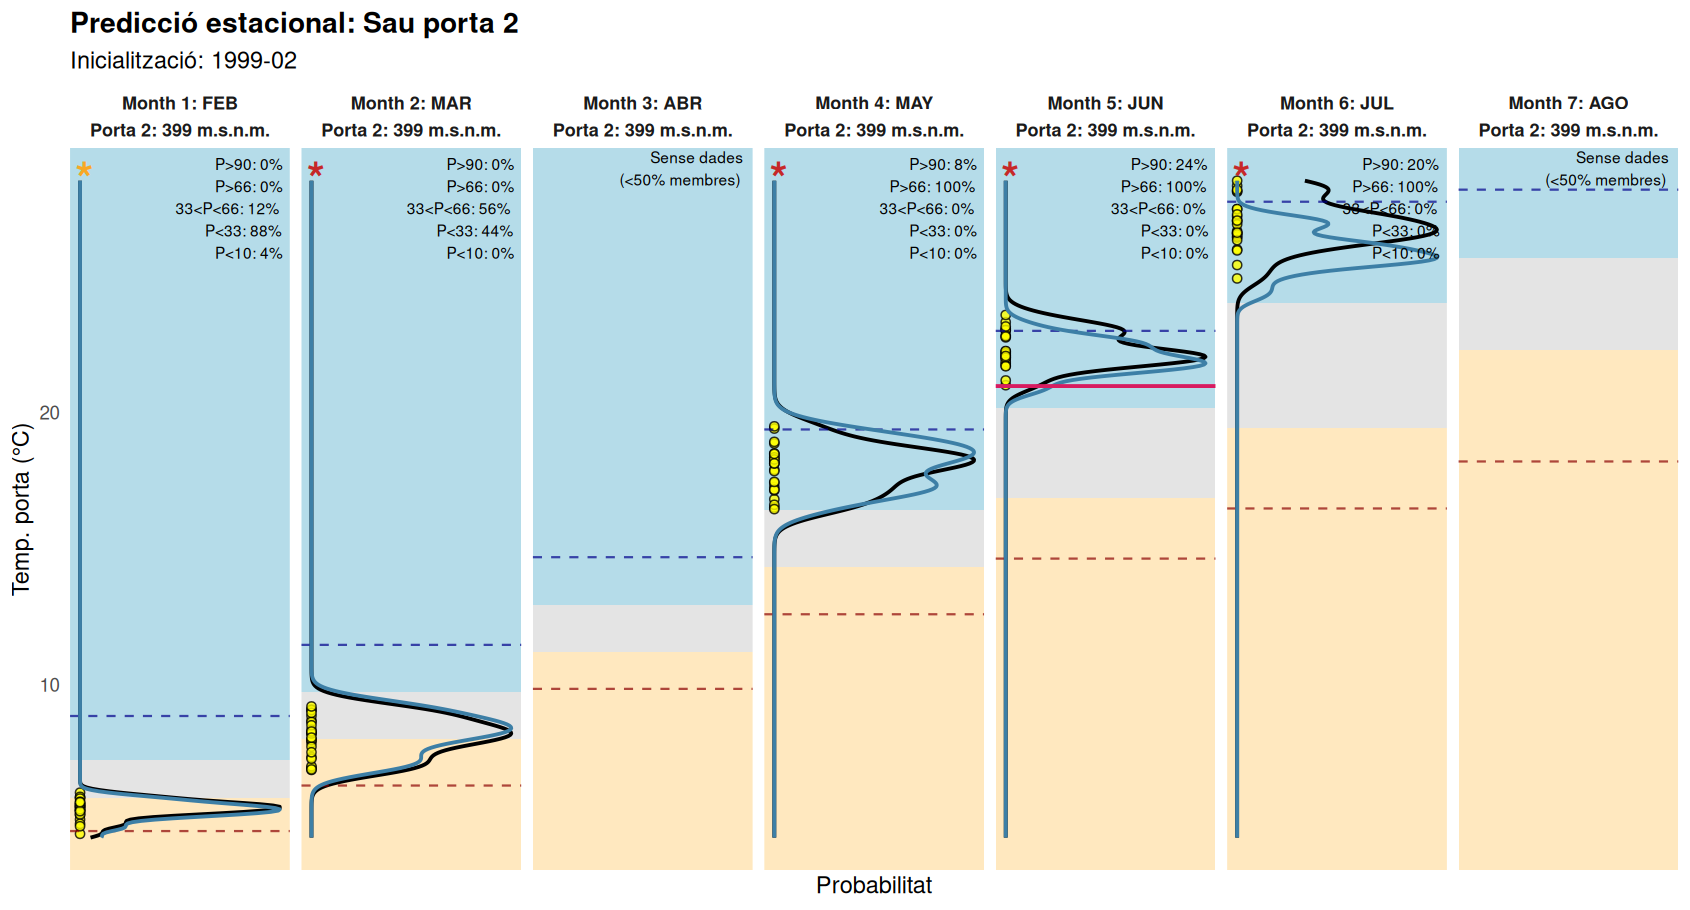 Predicció estacional: Sau porta 2
Inicialització: 1999-02
Month 1: FEB
Porta 2: 399 m.s.n.m.
Month 2: MAR
Porta 2: 399 m.s.n.m.
Month 3: ABR
Porta 2: 399 m.s.n.m.
Month 4: MAY
Porta 2: 399 m.s.n.m.
Month 5: JUN
Porta 2: 399 m.s.n.m.
Month 6: JUL
Porta 2: 399 m.s.n.m.
Month 7: AGO
Porta 2: 399 m.s.n.m.
*
P>90: 0%
P>66: 0%
33<P<66: 12%
P<33: 88%
P<10: 4%
*
P>90: 0%
P>66: 0%
33<P<66: 56%
P<33: 44%
P<10: 0%
Sense dades
(<50% membres)
*
P>90: 8%
P>66: 100%
33<P<66: 0%
P<33: 0%
P<10: 0%
*
P>90: 24%
P>66: 100%
33<P<66: 0%
P<33: 0%
P<10: 0%
*
P>90: 20%
P>66: 100%
33<P<66: 0%
P<33: 0%
P<10: 0%
Sense dades
(<50% membres)
Temp. porta (°C)
20
10
Probabilitat